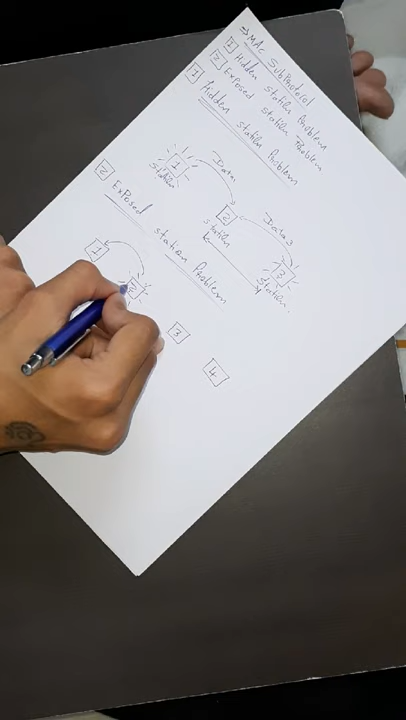 ⇒ MAC SubProtocol
1 Hidden station Problem
2 Exposed station Problem
1 Hidden station Problem
1
station
Data
2
station
Data 3
3
station
2 Exposed station Problem
1
2
3
4